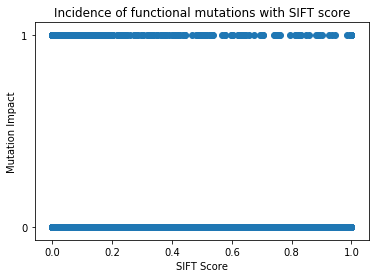 Incidence of functional mutations with SIFT score
1
Mutation Impact
0
0.0 0.2 0.4 0.6 0.8 1.0
SIFT Score